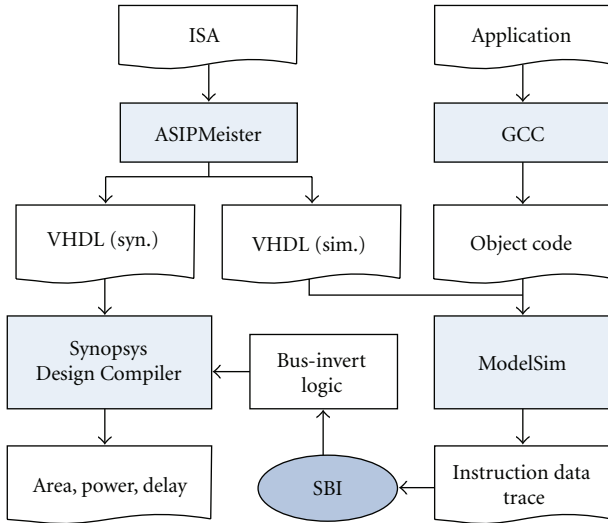 ISA
Application
ASIPMeister
GCC
VHDL (syn.)
VHDL (sim.)
Object code
Synopsys
Design Compiler
Bus-invert
logic
ModelSim
Area, power, delay
SBI
Instruction data
trace